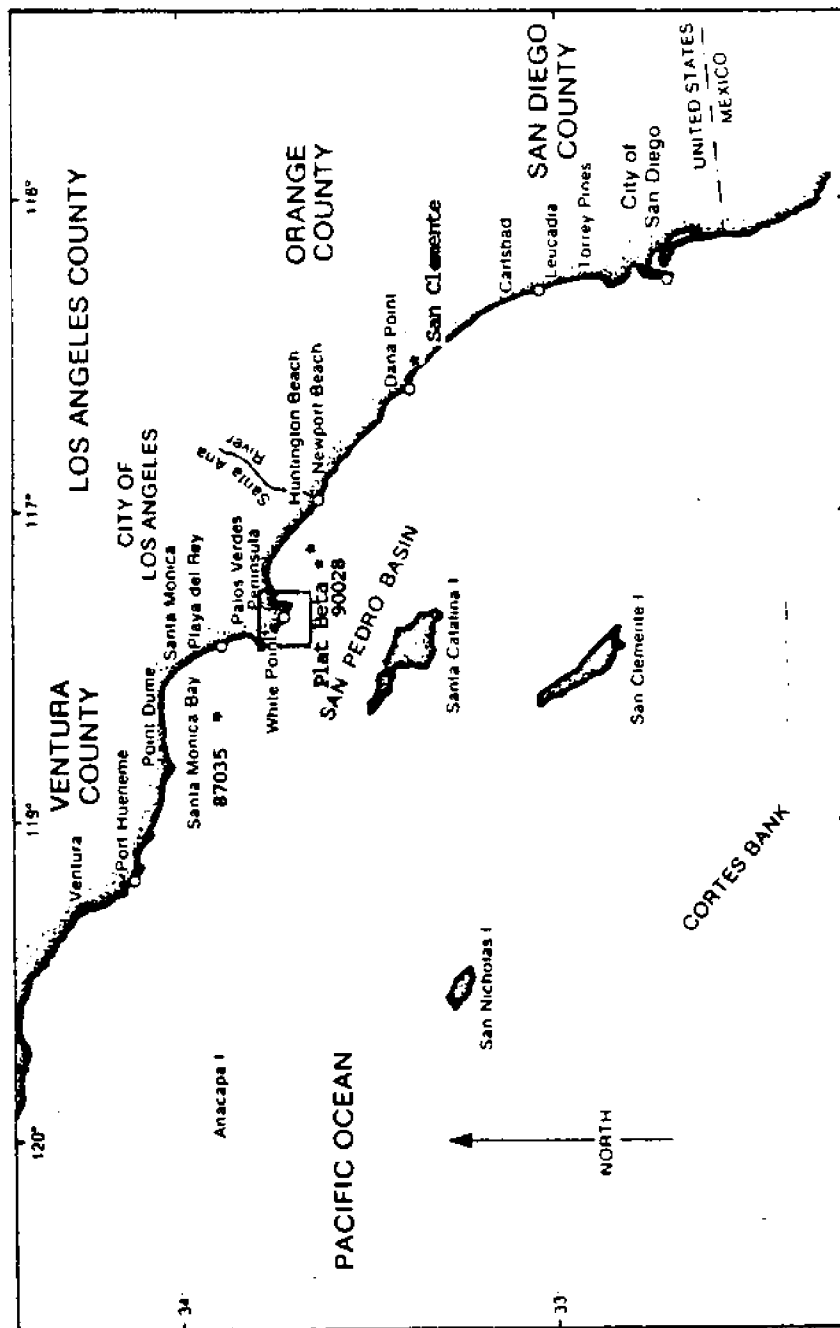 120°
119°
117°
116°
34
33
VENTURA
COUNTY
LOS ANGELES COUNTY
CITY OF
LOS ANGELES
ORANGE
COUNTY
SAN DIEGO
COUNTY
Ventura
Port Hueneme
Point Dume
Santa Monica
Playa del Rey
Palos Verdes
Peninsula
Santa Ana
River
Huntington Beach
Newport Beach
Dana Point
San Clemente
*
Carlsbad
Leucadia
Torrey Pines
City of
San Diego
UNITED STATES
MEXICO
Anacapa I
Santa Monica Bay
87035 *
White Point
Plat Beta * *
90028
SAN PEDRO BASIN
Santa Catalina I
San Clemente I
San Nicholas I
CORTES BANK
PACIFIC OCEAN
NORTH